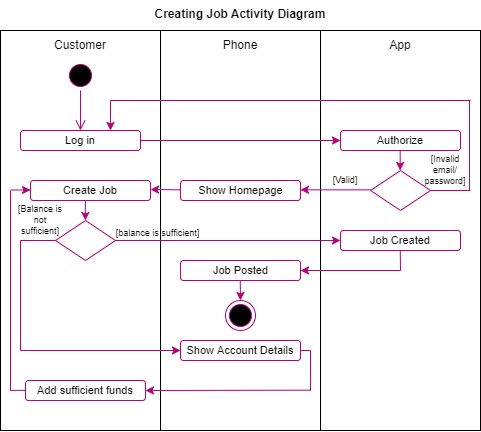 Creating Job Activity Diagram
Customer
Phone
App
Log in
Authorize
[Invalid
email/
password]
[Valid]
Create Job
Show Homepage
[Balance is
not
sufficient]
[balance is sufficient]
Job Created
Job Posted
Show Account Details
Add sufficient funds